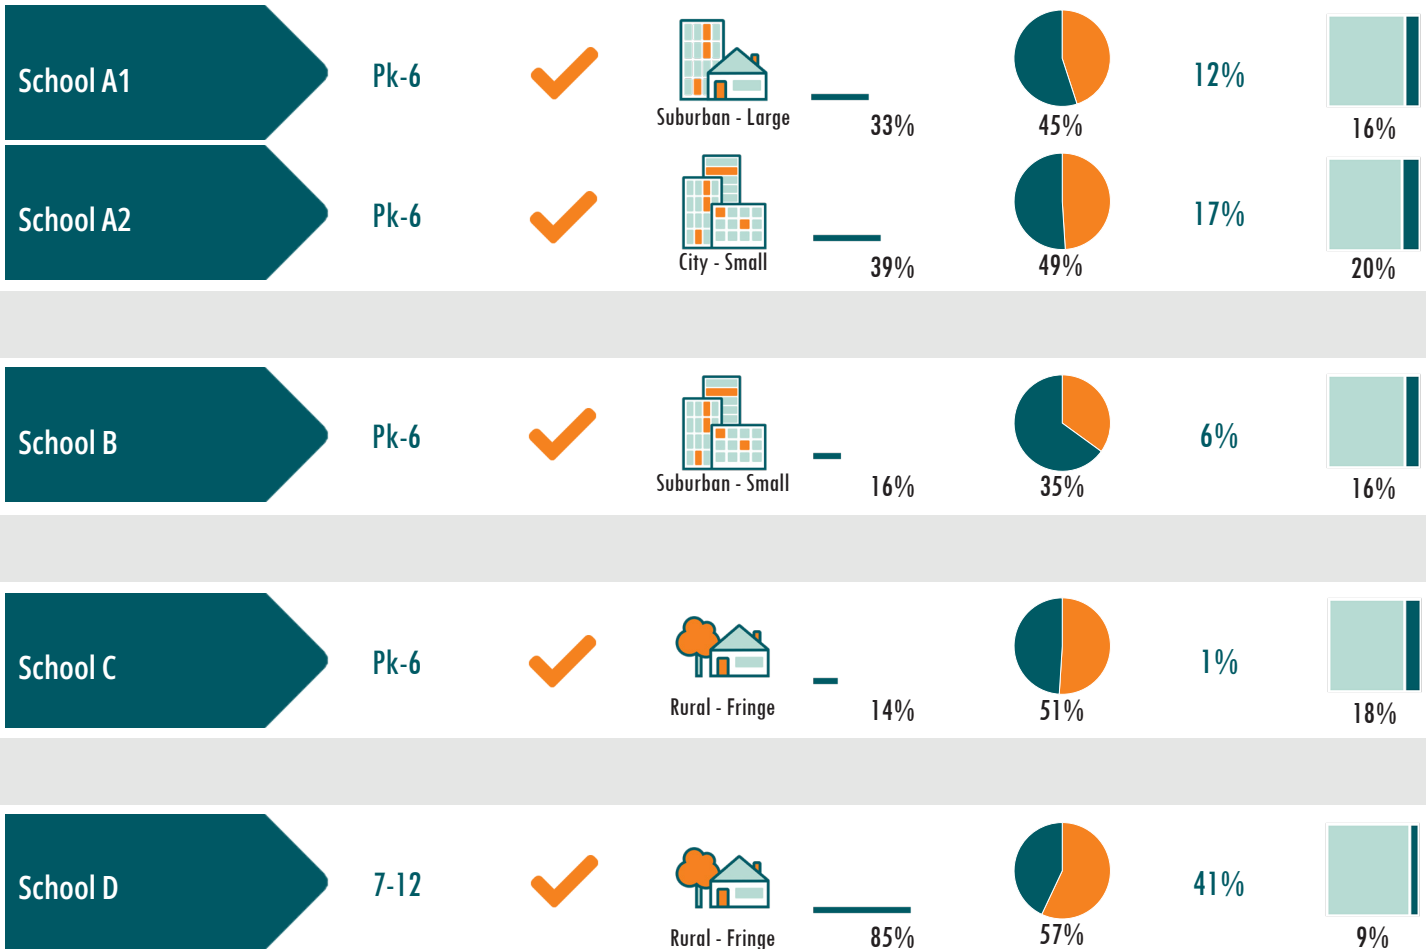 School A1
Pk-6
Suburban - Large
33%
45%
12%
16%
School A2
Pk-6
City - Small
39%
49%
17%
20%
School B
Pk-6
Suburban - Small
16%
35%
6%
16%
School C
Pk-6
Rural - Fringe
14%
51%
1%
18%
School D
7-12
Rural - Fringe
85%
57%
41%
9%